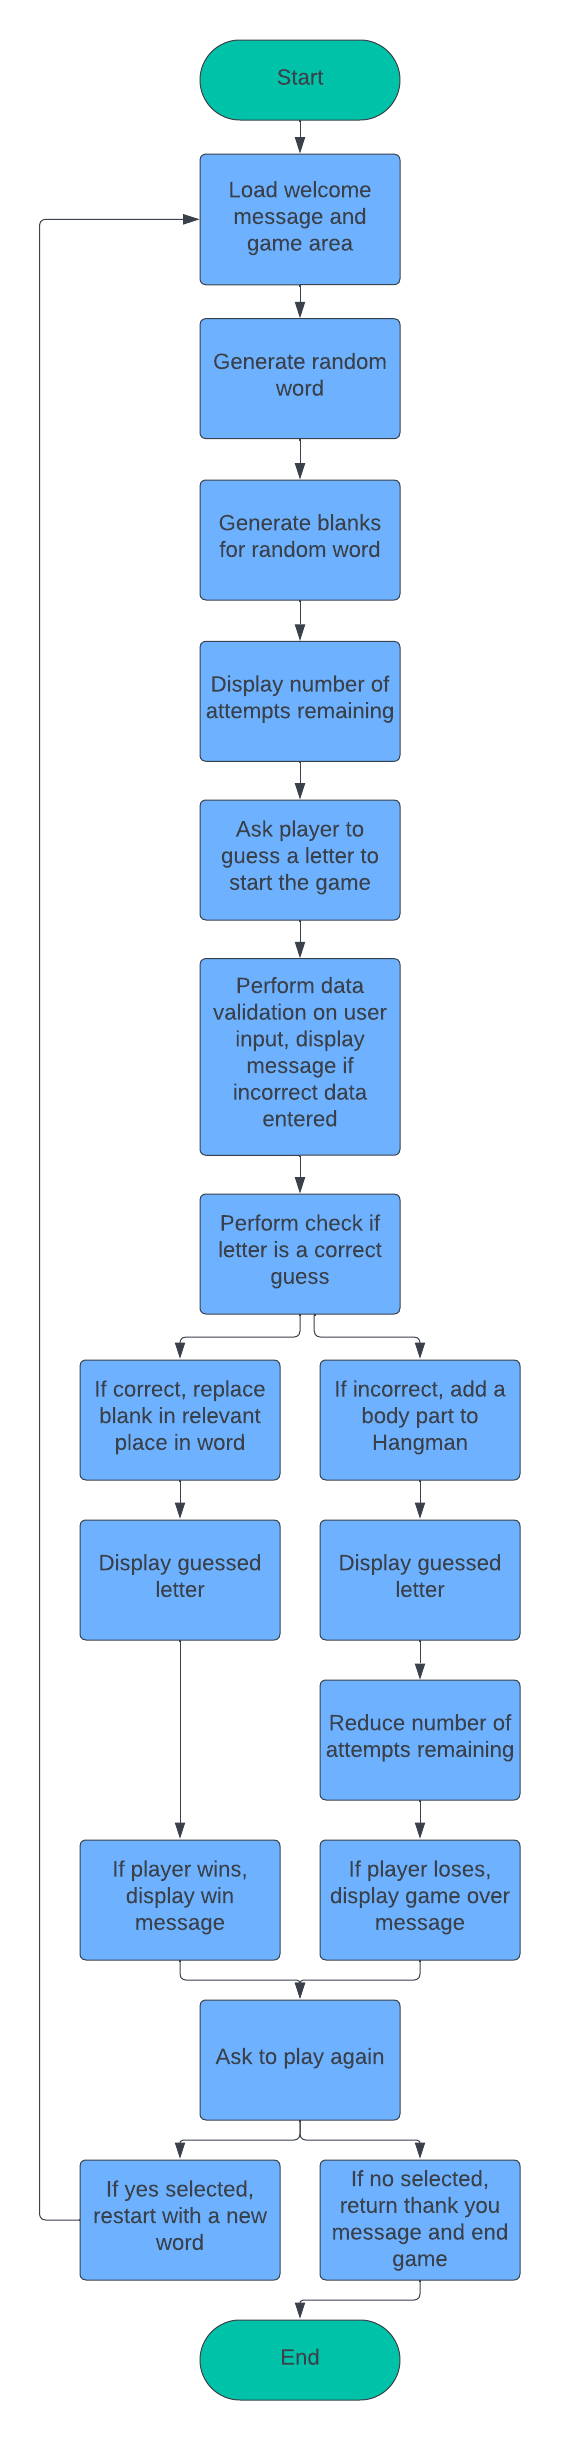 Start
Load welcome
message and
game area
Generate random
word
Generate blanks
for random word
Display number of
attempts remaining
Ask player to
guess a letter to
start the game
Perform data
validation on user
input, display
message if
incorrect data
entered
Perform check if
letter is a correct
guess
If correct, replace
blank in relevant
place in word
If incorrect, add a
body part to
Hangman
Display guessed
letter
Display guessed
letter
Reduce number of
attempts remaining
If player wins,
display win
message
If player loses,
display game over
message
Ask to play again
If yes selected,
restart with a new
word
If no selected,
return thank you
message and end
game
End